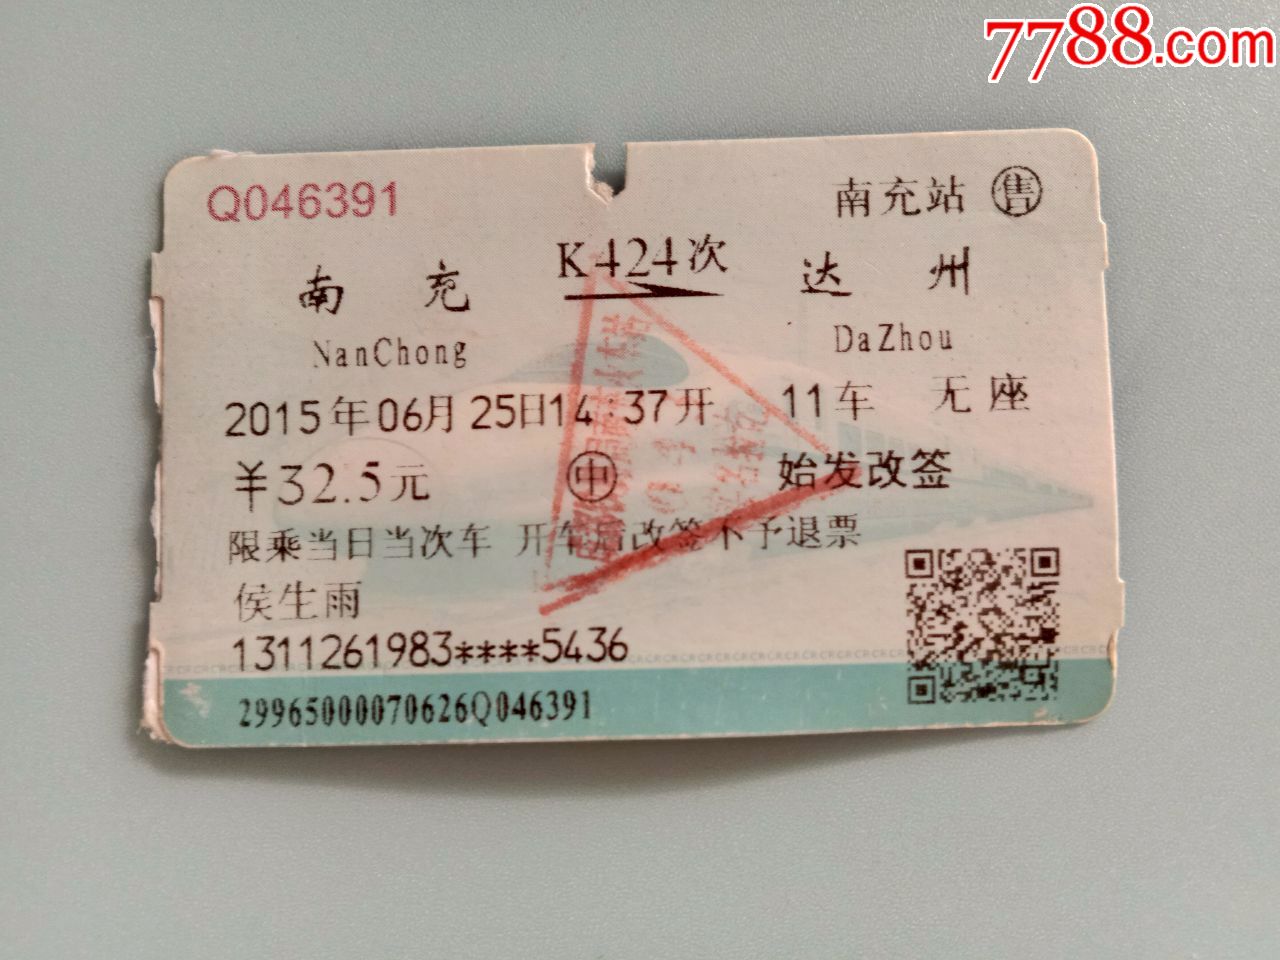 7788.com
Q046391
南充站 售
南充 K424次 达州
NanChong DaZhou
2015年06月25日14:37开 11车 无座
￥32.5元 中 始发改签
限乘当日当次车 开车后改签不予退票
侯生雨
1311261983****5436
29965000070626Q046391